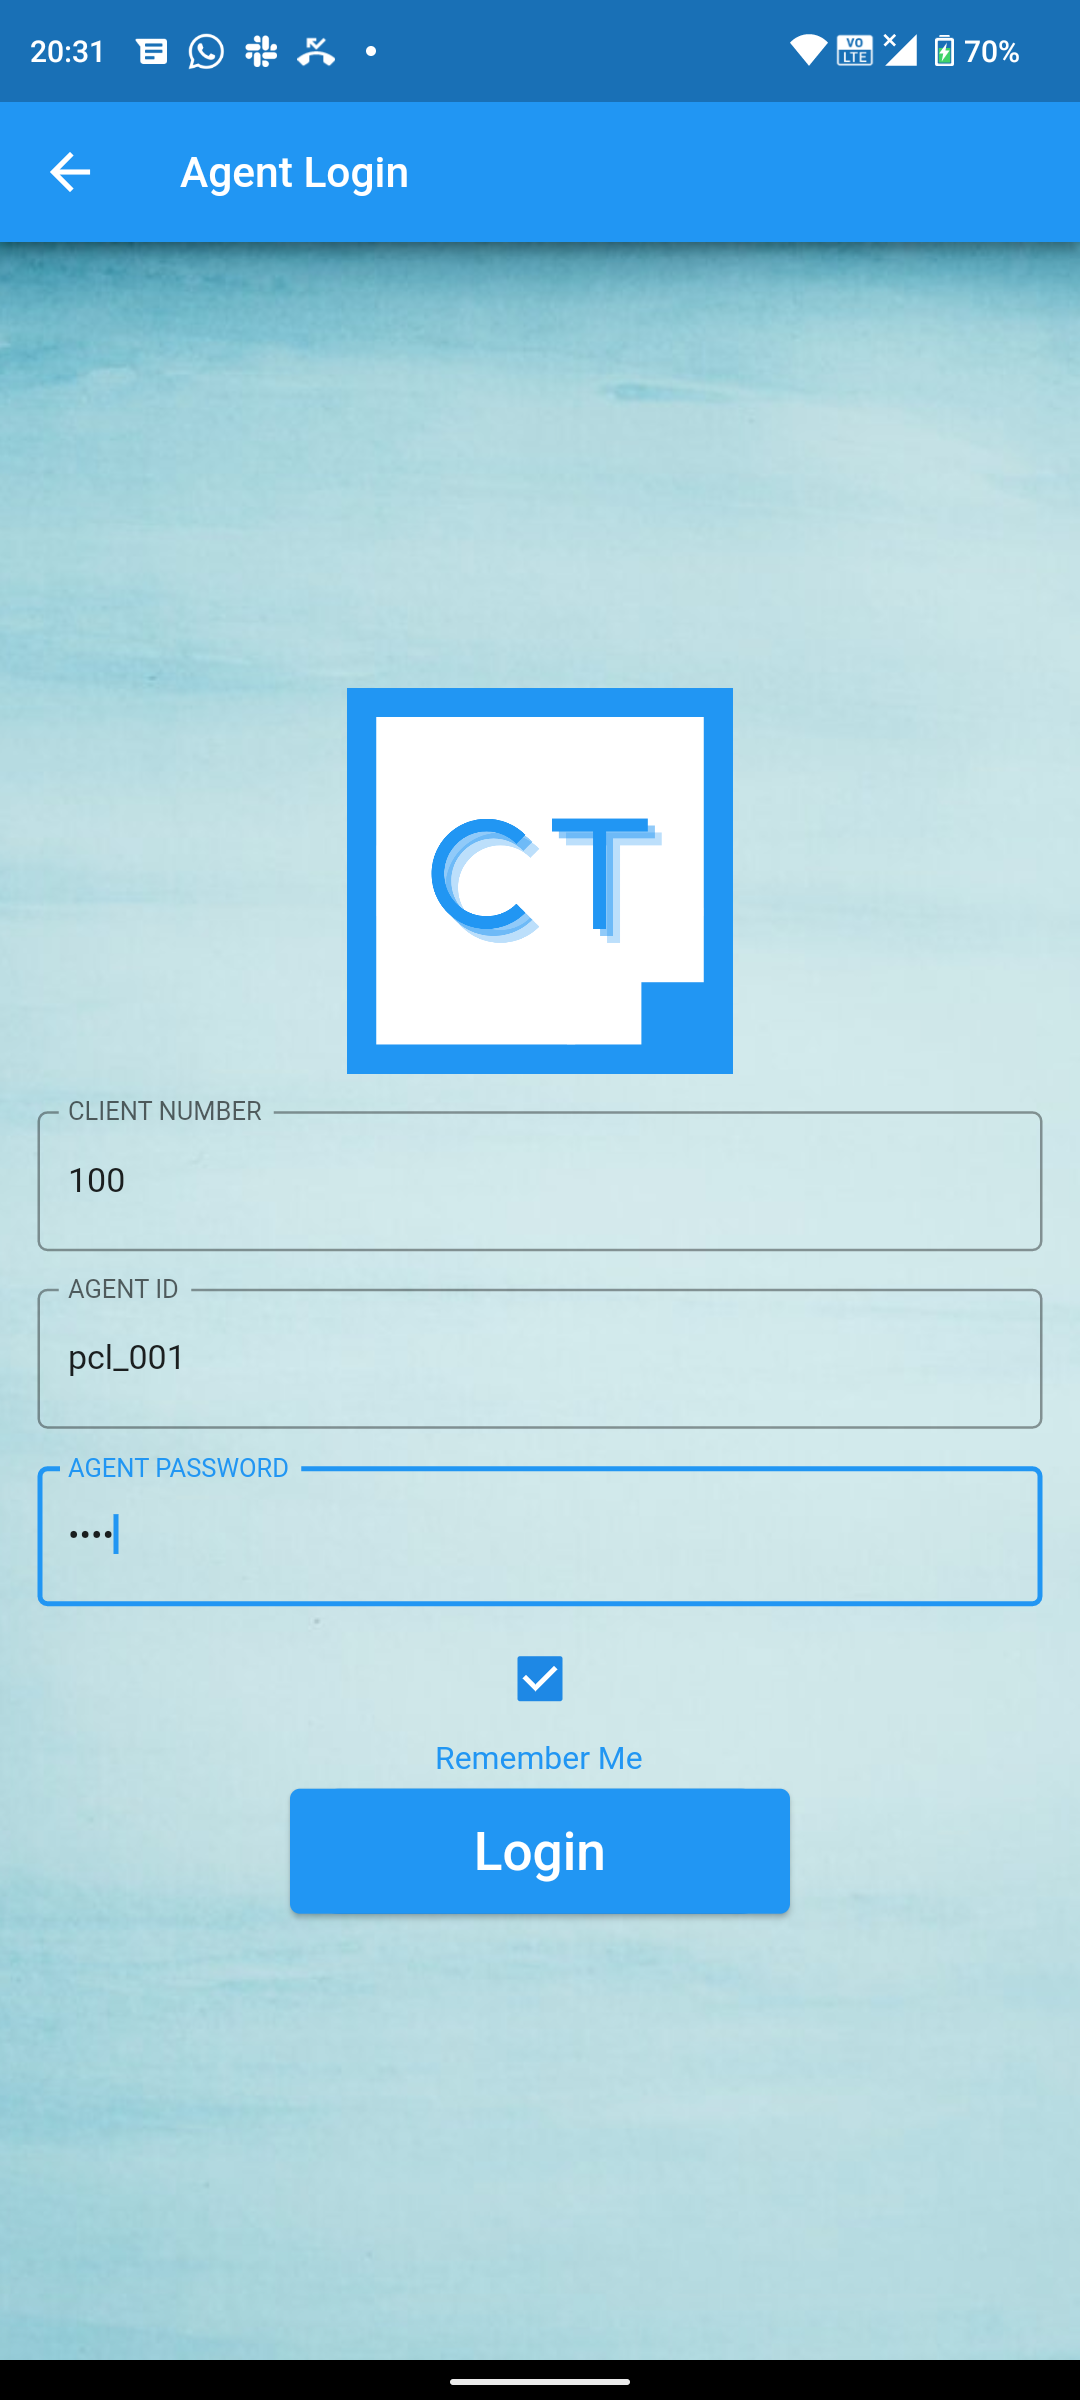 20:31 VO LTE 70%
Agent Login
CT
CLIENT NUMBER
100
AGENT ID
pcl_001
AGENT PASSWORD
••••
Remember Me
Login